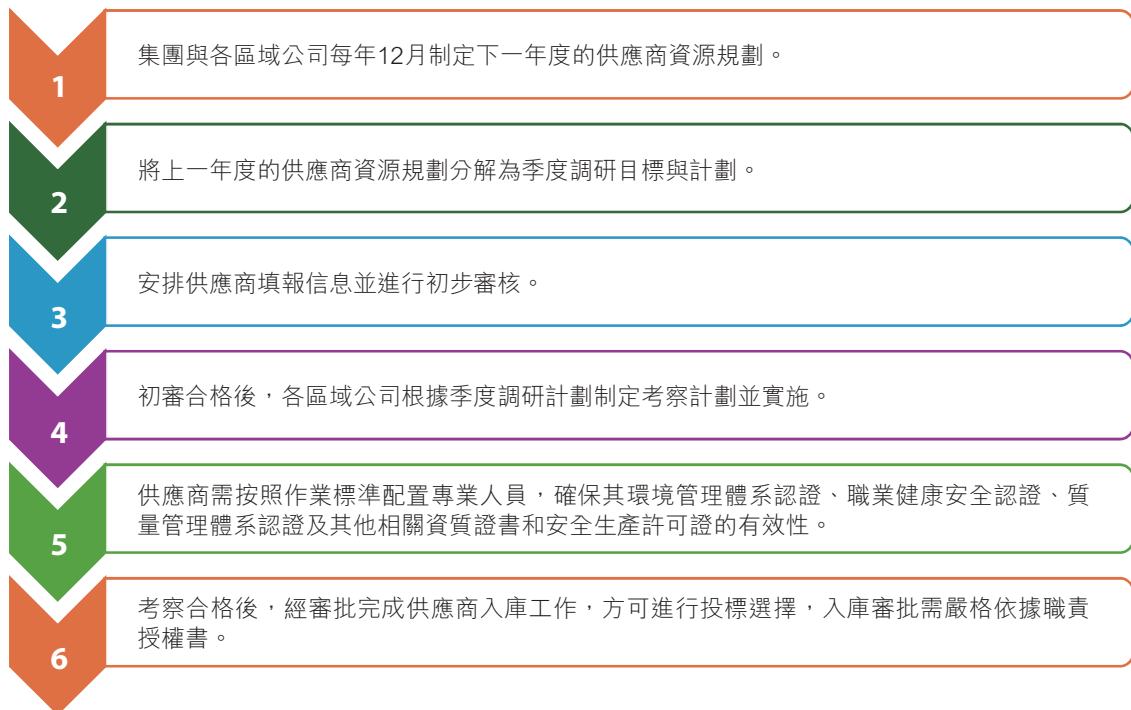 1
集團與各區域公司每年12月制定下一年度的供應商資源規劃。
2
將上一年度的供應商資源規劃分解為季度調研目標與計劃。
3
安排供應商填報信息並進行初步審核。
4
初審合格後，各區域公司根據季度調研計劃制定考察計劃並實施。
5
供應商需按照作業標準配置專業人員，確保其環境管理體系認證、職業健康安全認證、質
量管理體系認證及其他相關資質證書和安全生產許可證的有效性。
6
考察合格後，經審批完成供應商入庫工作，方可進行投標選擇，入庫審批需嚴格依據職責
授權書。